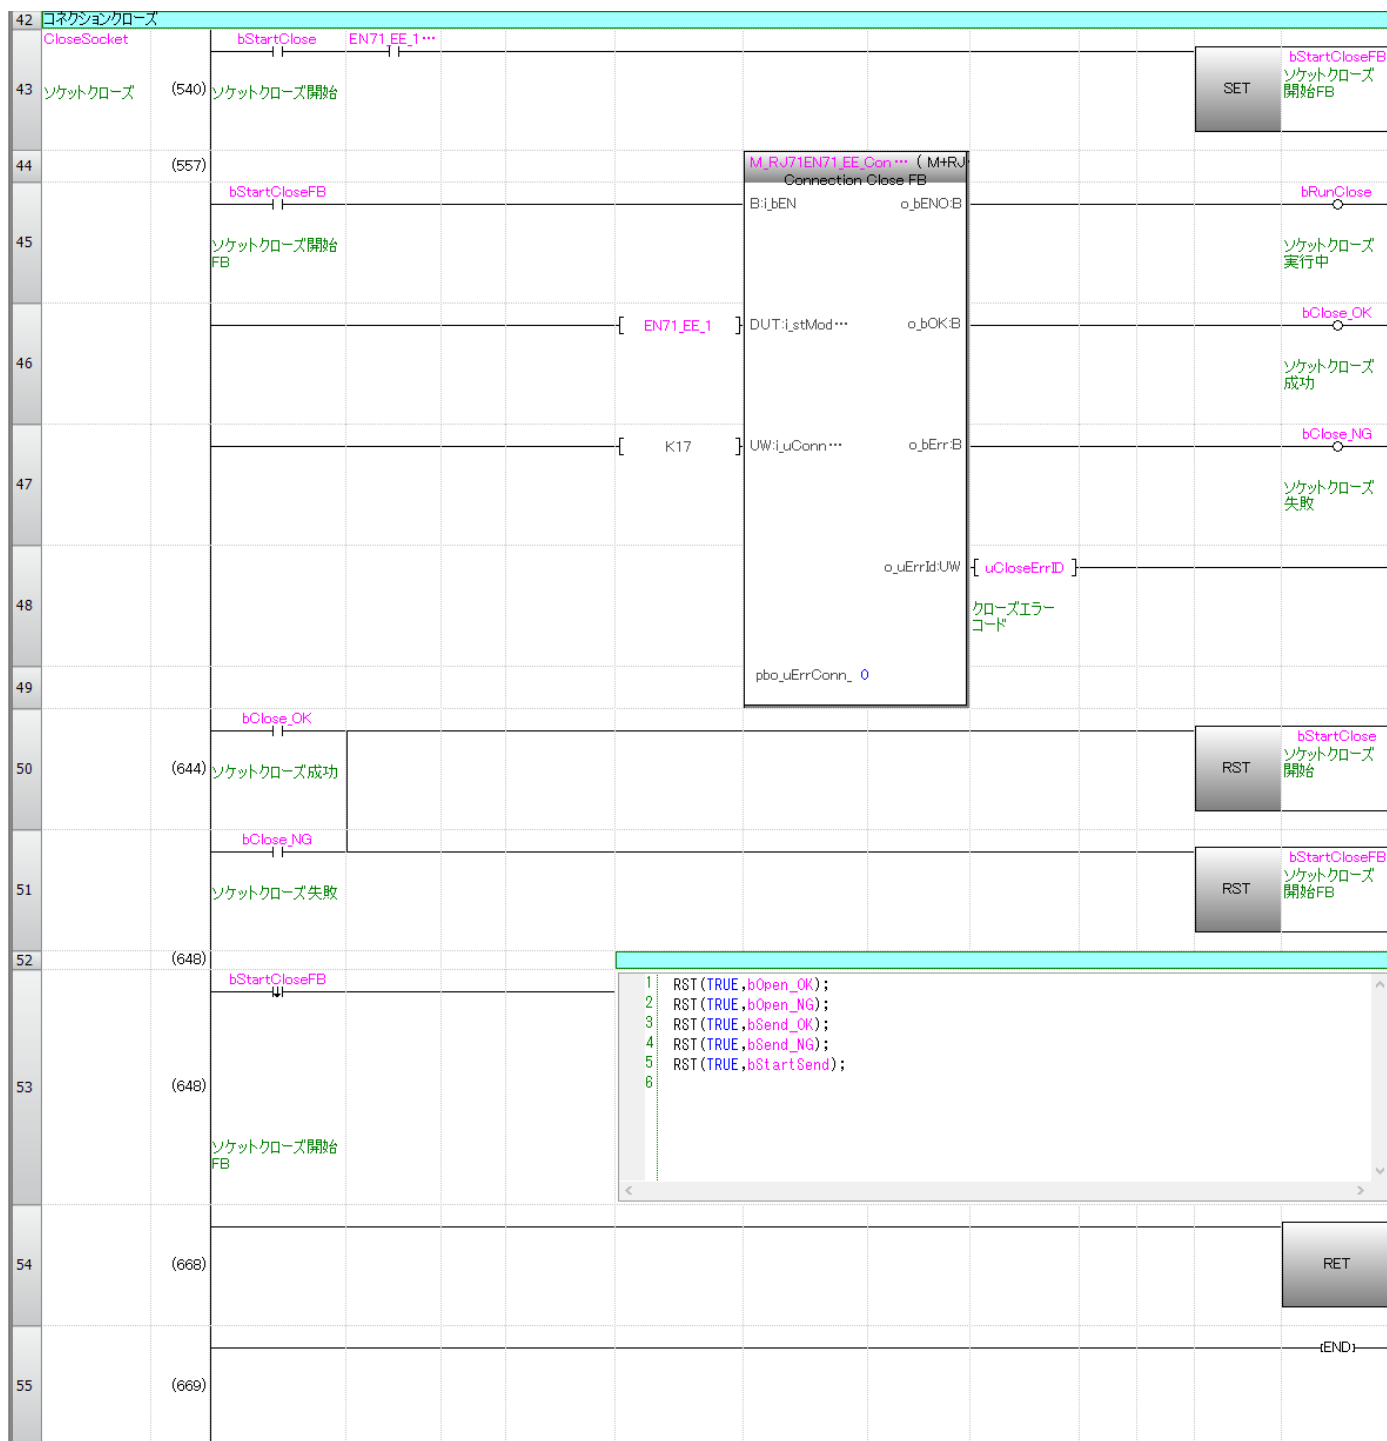 42 コネクションクローズ
CloseSocket bStartClose EN71_EE_1…
bStartCloseFB
43 ソケットクローズ (540) ソケットクローズ開始 SET ソケットクローズ
開始FB
44 (557) M_RJ71EN71_EE_Con… ( M+RJ
Connection Close FB
bStartCloseFB B:i_bEN o_bENO:B bRunClose
45 ソケットクローズ開始
FB
ソケットクローズ
実行中
[ EN71_EE_1 ] DUT:i_stMod… o_bOK:B bClose_OK
46 ソケットクローズ
成功
[ K17 ] UW:i_uConn… o_bErr:B bClose_NG
47 ソケットクローズ
失敗
o_uErrId:UW [ uCloseErrID ]
48 クローズエラー
コード
49 pbo_uErrConn_ 0
bClose_OK bStartClose
50 (644) ソケットクローズ成功 RST ソケットクローズ
開始
bClose_NG bStartCloseFB
51 ソケットクローズ失敗 RST ソケットクローズ
開始FB
52 (648)
bStartCloseFB
1 RST(TRUE,bOpen_OK);
2 RST(TRUE,bOpen_NG);
3 RST(TRUE,bSend_OK);
4 RST(TRUE,bSend_NG);
5 RST(TRUE,bStartSend);
6
53 (648)
ソケットクローズ開始
FB
54 (668) RET
[END]
55 (669)